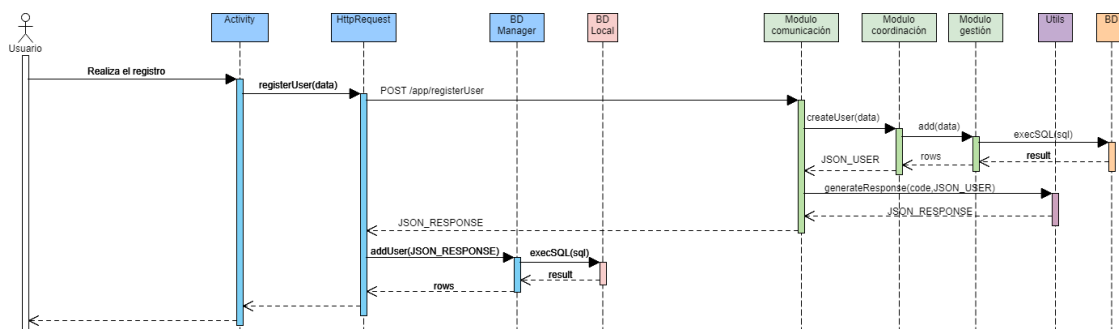 Usuario
Activity
HttpRequest
BD
Manager
BD
Local
Modulo
comunicación
Modulo
coordinación
Modulo
gestión
Utils
BD
Realiza el registro
registerUser(data)
POST /app/registerUser
createUser(data)
add(data)
execSQL(sql)
result
rows
JSON_USER
generateResponse(code,JSON_USER)
JSON_RESPONSE
JSON_RESPONSE
addUser(JSON_RESPONSE)
execSQL(sql)
result
rows